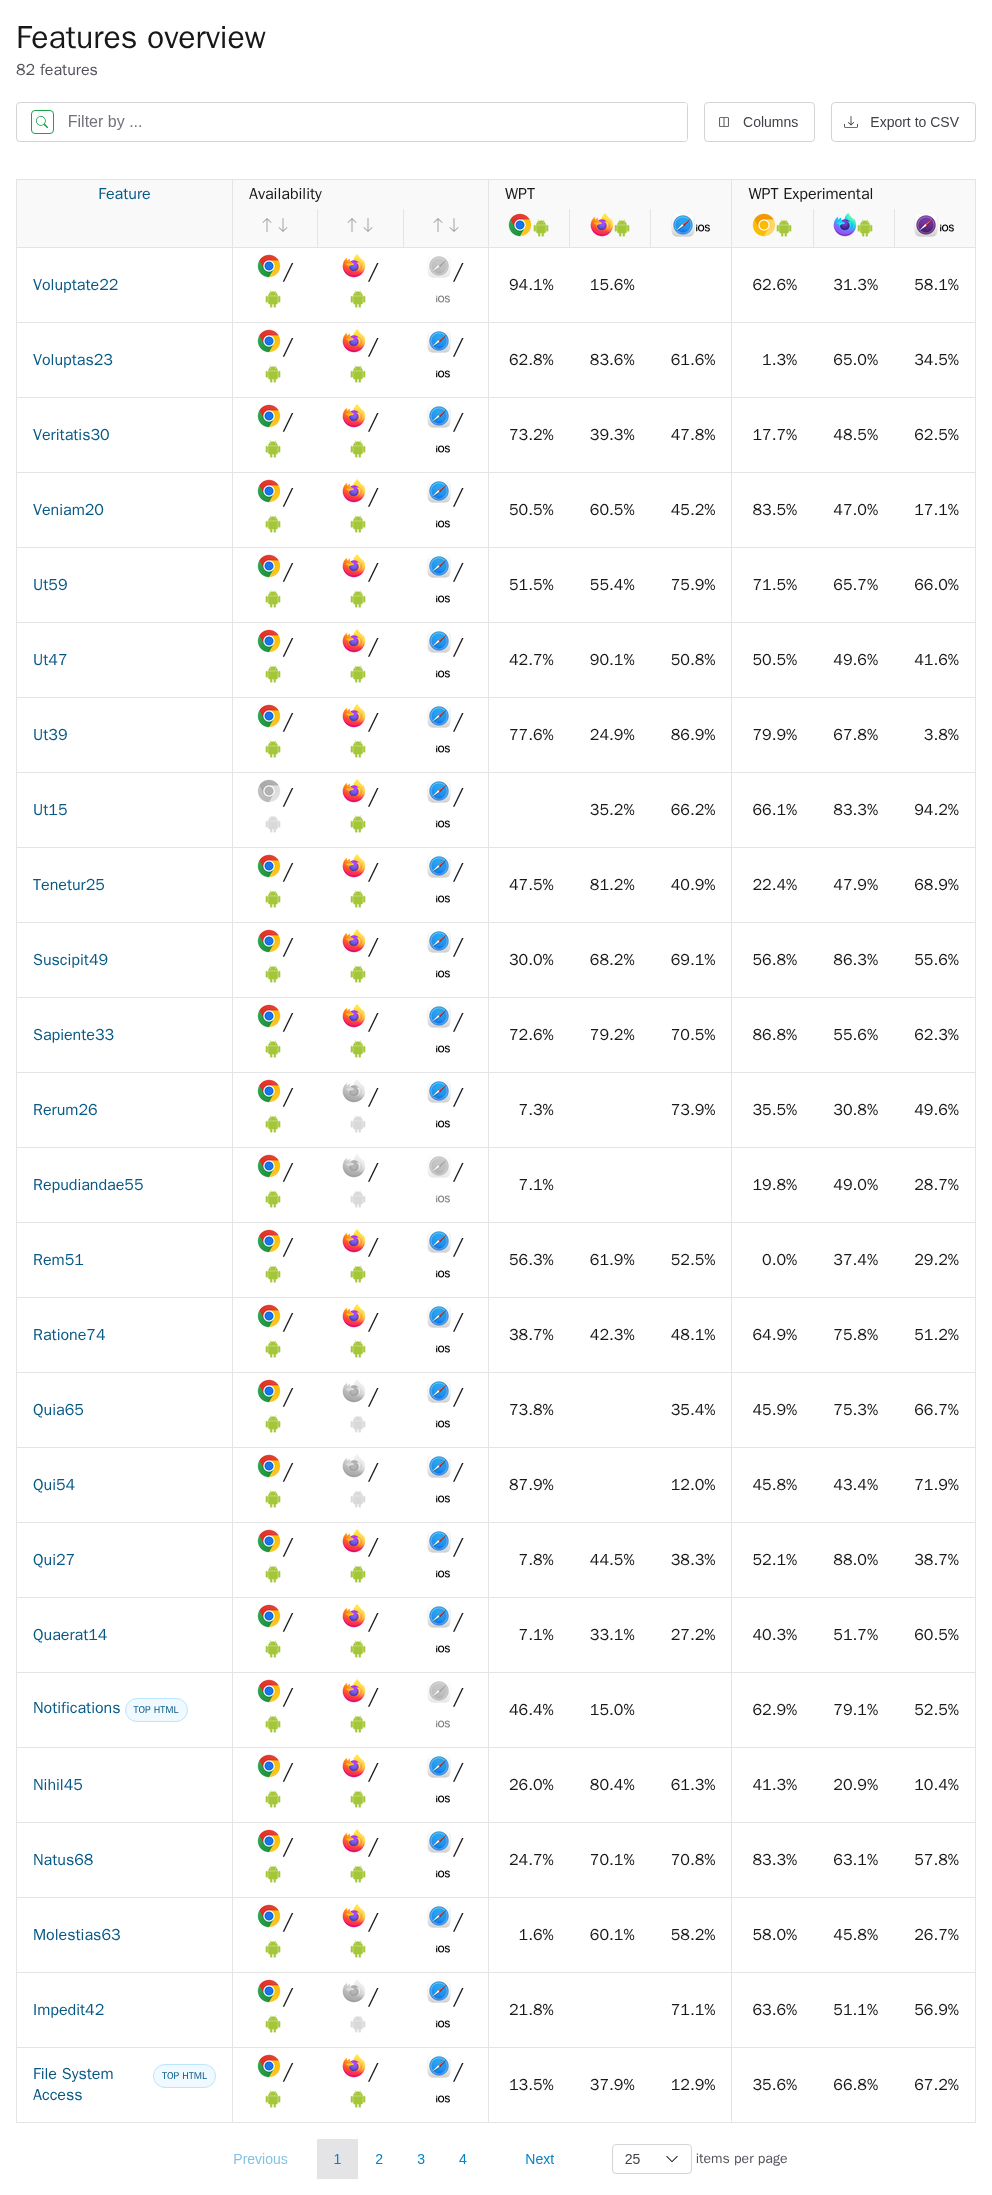 Features overview
82 features
Filter by ...
Columns
Export to CSV
Feature Availability WPT WPT Experimental
iOS iOS
Voluptate22 / / / 94.1% 15.6% 62.6% 31.3% 58.1%
iOS
Voluptas23 / / / 62.8% 83.6% 61.6% 1.3% 65.0% 34.5%
iOS
Veritatis30 / / / 73.2% 39.3% 47.8% 17.7% 48.5% 62.5%
iOS
Veniam20 / / / 50.5% 60.5% 45.2% 83.5% 47.0% 17.1%
iOS
Ut59 / / / 51.5% 55.4% 75.9% 71.5% 65.7% 66.0%
iOS
Ut47 / / / 42.7% 90.1% 50.8% 50.5% 49.6% 41.6%
iOS
Ut39 / / / 77.6% 24.9% 86.9% 79.9% 67.8% 3.8%
iOS
Ut15 / / / 35.2% 66.2% 66.1% 83.3% 94.2%
iOS
Tenetur25 / / / 47.5% 81.2% 40.9% 22.4% 47.9% 68.9%
iOS
Suscipit49 / / / 30.0% 68.2% 69.1% 56.8% 86.3% 55.6%
iOS
Sapiente33 / / / 72.6% 79.2% 70.5% 86.8% 55.6% 62.3%
iOS
Rerum26 / / / 7.3% 73.9% 35.5% 30.8% 49.6%
iOS
Repudiandae55 / / / 7.1% 19.8% 49.0% 28.7%
iOS
Rem51 / / / 56.3% 61.9% 52.5% 0.0% 37.4% 29.2%
iOS
Ratione74 / / / 38.7% 42.3% 48.1% 64.9% 75.8% 51.2%
iOS
Quia65 / / / 73.8% 35.4% 45.9% 75.3% 66.7%
iOS
Qui54 / / / 87.9% 12.0% 45.8% 43.4% 71.9%
iOS
Qui27 / / / 7.8% 44.5% 38.3% 52.1% 88.0% 38.7%
iOS
Quaerat14 / / / 7.1% 33.1% 27.2% 40.3% 51.7% 60.5%
iOS
Notifications TOP HTML / / / 46.4% 15.0% 62.9% 79.1% 52.5%
iOS
Nihil45 / / / 26.0% 80.4% 61.3% 41.3% 20.9% 10.4%
iOS
Natus68 / / / 24.7% 70.1% 70.8% 83.3% 63.1% 57.8%
iOS
Molestias63 / / / 1.6% 60.1% 58.2% 58.0% 45.8% 26.7%
iOS
Impedit42 / / / 21.8% 71.1% 63.6% 51.1% 56.9%
iOS
File System Access TOP HTML / / / 13.5% 37.9% 12.9% 35.6% 66.8% 67.2%
iOS
Previous 1 2 3 4 Next 25 items per page